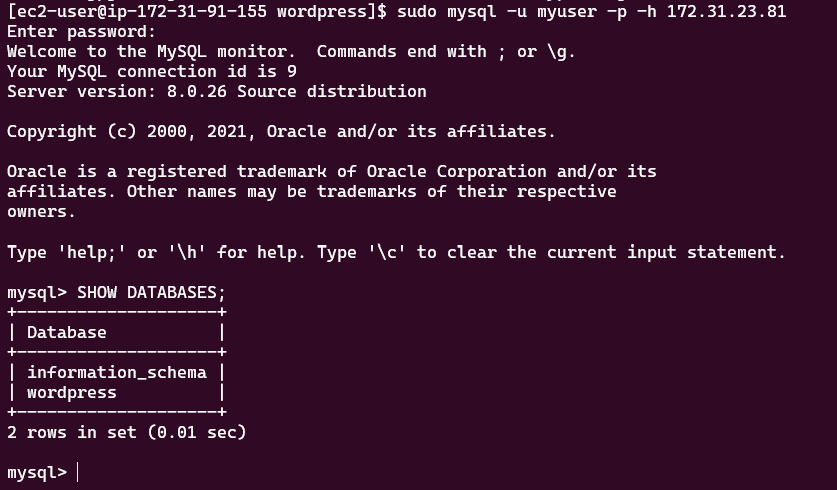 [ec2-user@ip-172-31-91-155 wordpress]$ sudo mysql -u myuser -p -h 172.31.23.81
Enter password:
Welcome to the MySQL monitor.  Commands end with ; or \g.
Your MySQL connection id is 9
Server version: 8.0.26 Source distribution

Copyright (c) 2000, 2021, Oracle and/or its affiliates.

Oracle is a registered trademark of Oracle Corporation and/or its
affiliates. Other names may be trademarks of their respective
owners.

Type 'help;' or '\h' for help. Type '\c' to clear the current input statement.

mysql> SHOW DATABASES;
+--------------------+
| Database           |
+--------------------+
| information_schema |
| wordpress          |
+--------------------+
2 rows in set (0.01 sec)

mysql>